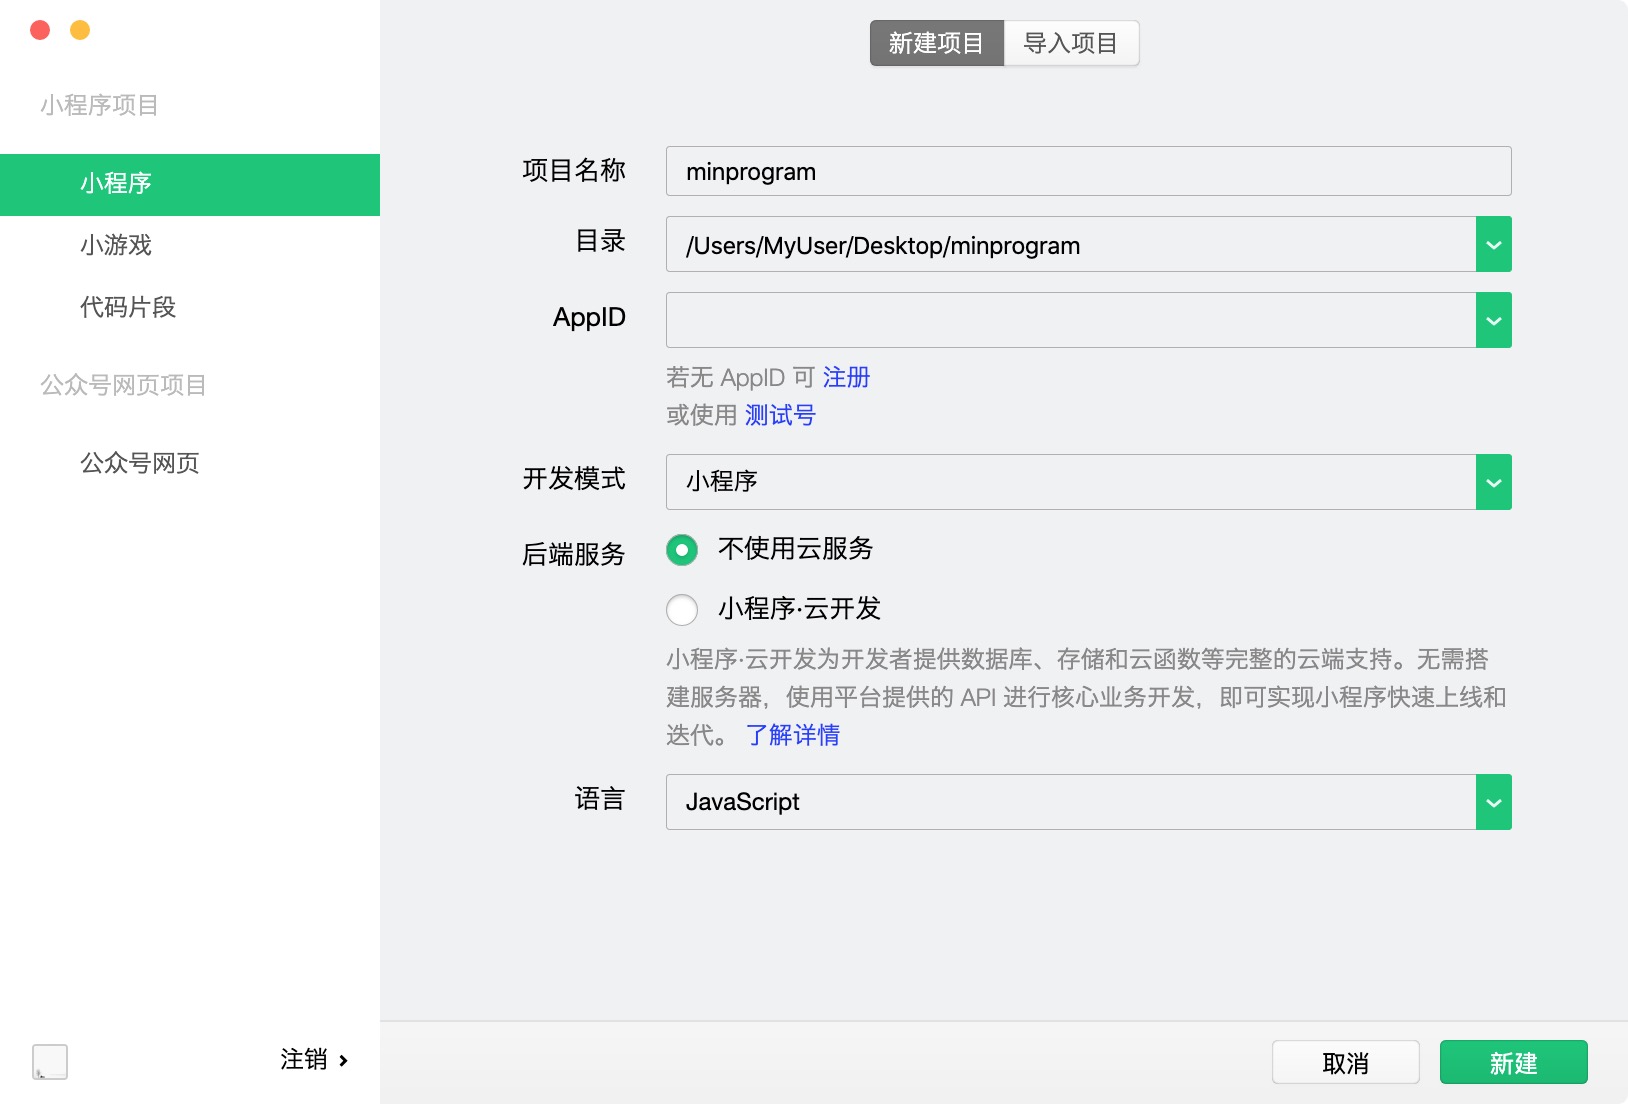 小程序项目
小程序
小游戏
代码片段
公众号网页项目
公众号网页
注销
新建项目
导入项目
项目名称
minprogram
目录
/Users/MyUser/Desktop/minprogram
AppID
若无 AppID 可 注册
或使用 测试号
开发模式
小程序
后端服务
不使用云服务
小程序·云开发
小程序·云开发为开发者提供数据库、存储和云函数等完整的云端支持。无需搭
建服务器，使用平台提供的 API 进行核心业务开发，即可实现小程序快速上线和
迭代。 了解详情
语言
JavaScript
取消
新建